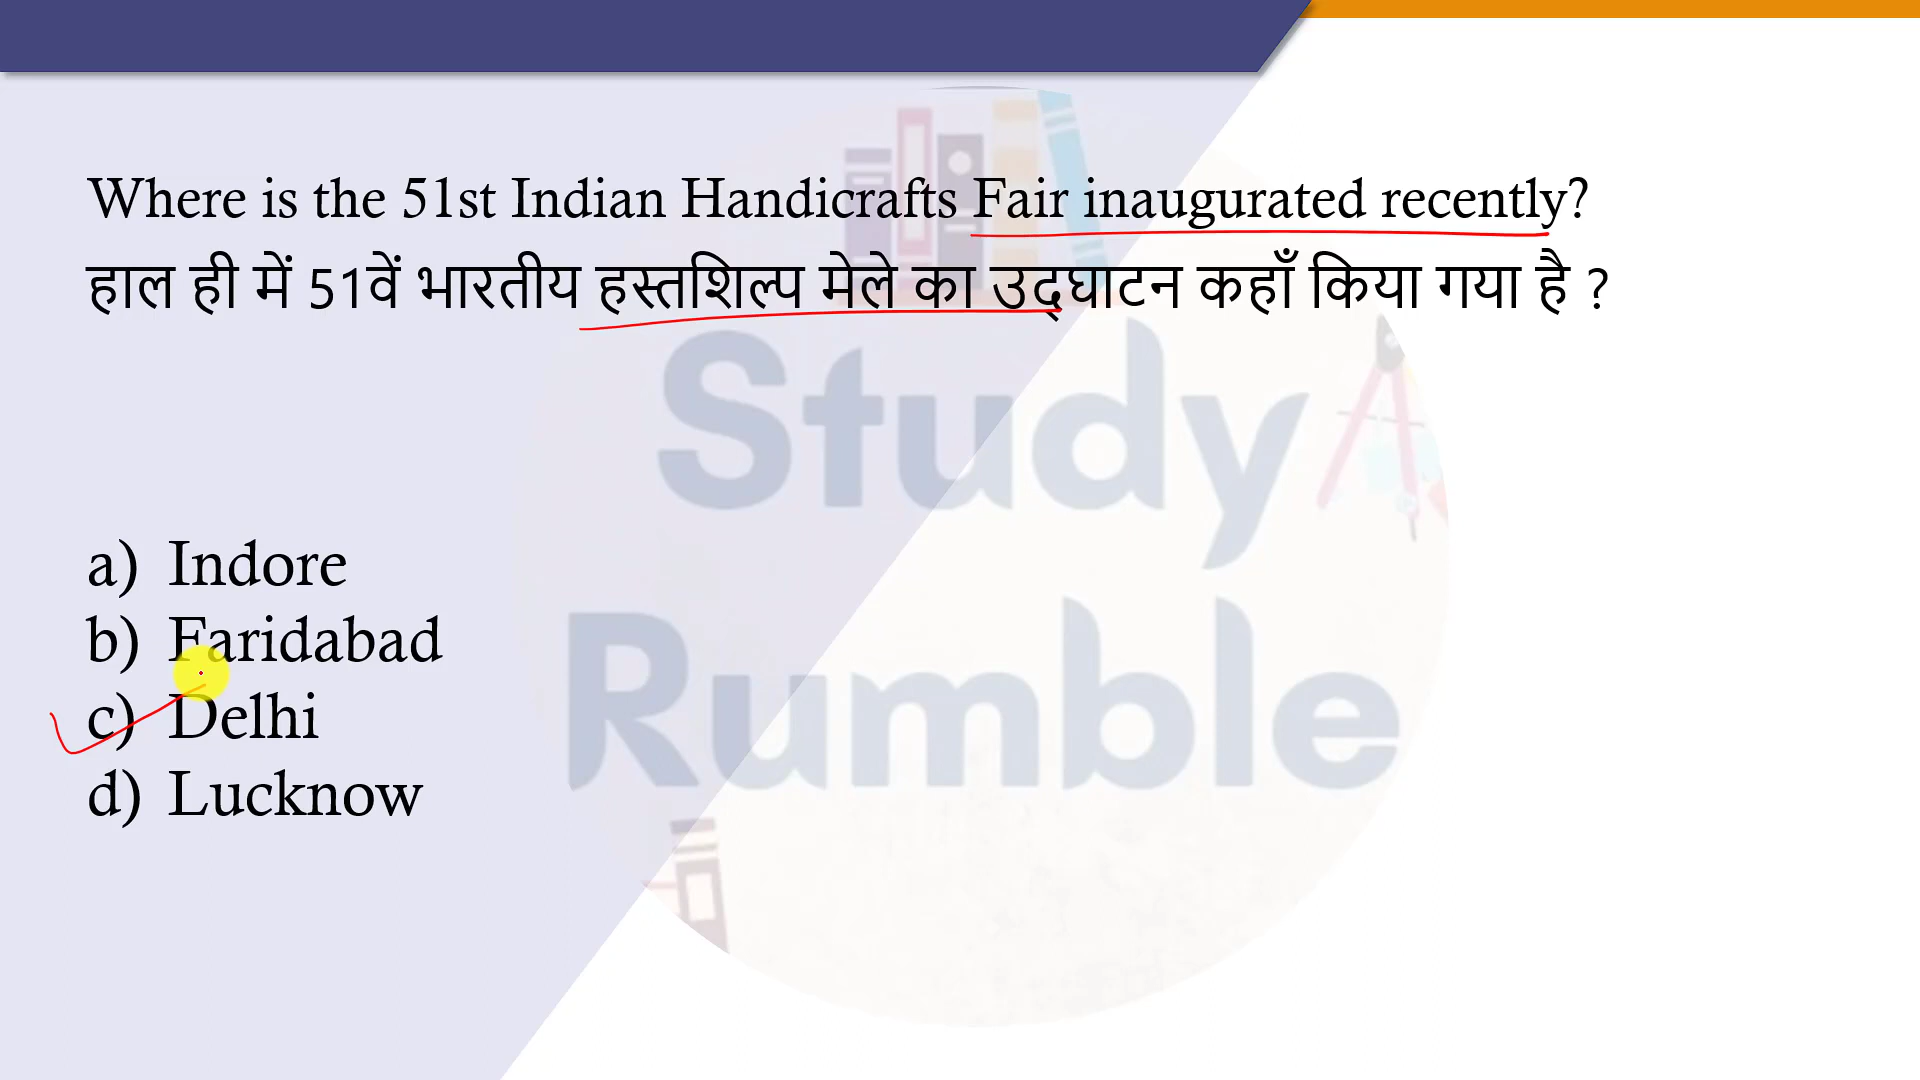 Where is the 51st Indian Handicrafts Fair inaugurated recently?
हाल ही में 51वें भारतीय हस्तशिल्प मेले का उद्घाटन कहाँ किया गया है ?
Study
Rumble
a) Indore
b) Faridabad
c) Delhi
d) Lucknow